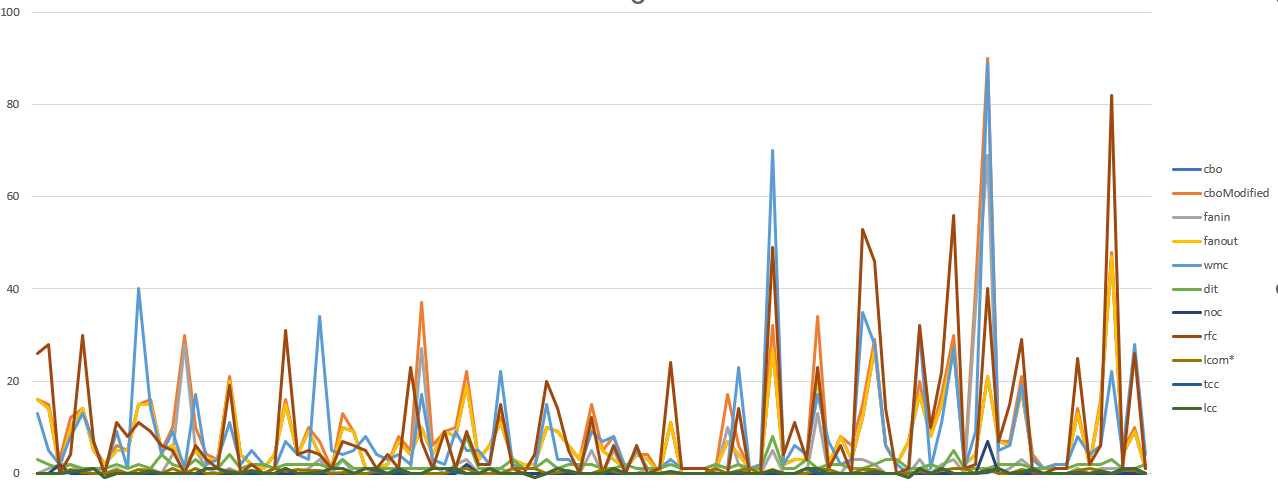 100
80
60
40
20
0
cbo
cboModified
fanin
fanout
wmc
dit
noc
rfc
lcom*
tcc
lcc